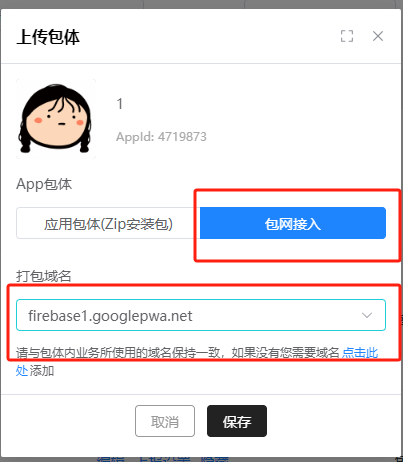 上传包体
1
AppId: 4719873
App包体
应用包体(Zip安装包)
包网接入
打包域名
firebase1.googlepwa.net
请与包体内业务所使用的域名保持一致，如果没有您需要域名 点击此
处添加
取消
保存